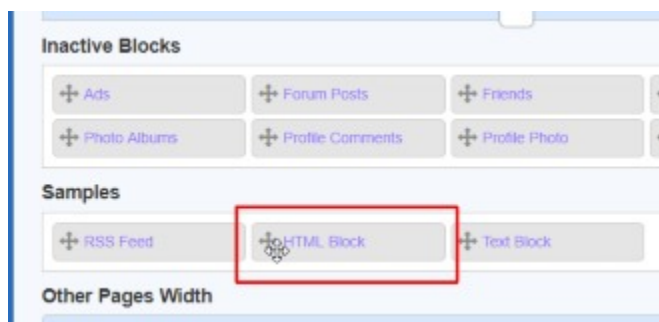 Inactive Blocks
Ads Forum Posts Friends
Photo Albums Profile Comments Profile Photo
Samples
RSS Feed HTML Block Text Block
Other Pages Width